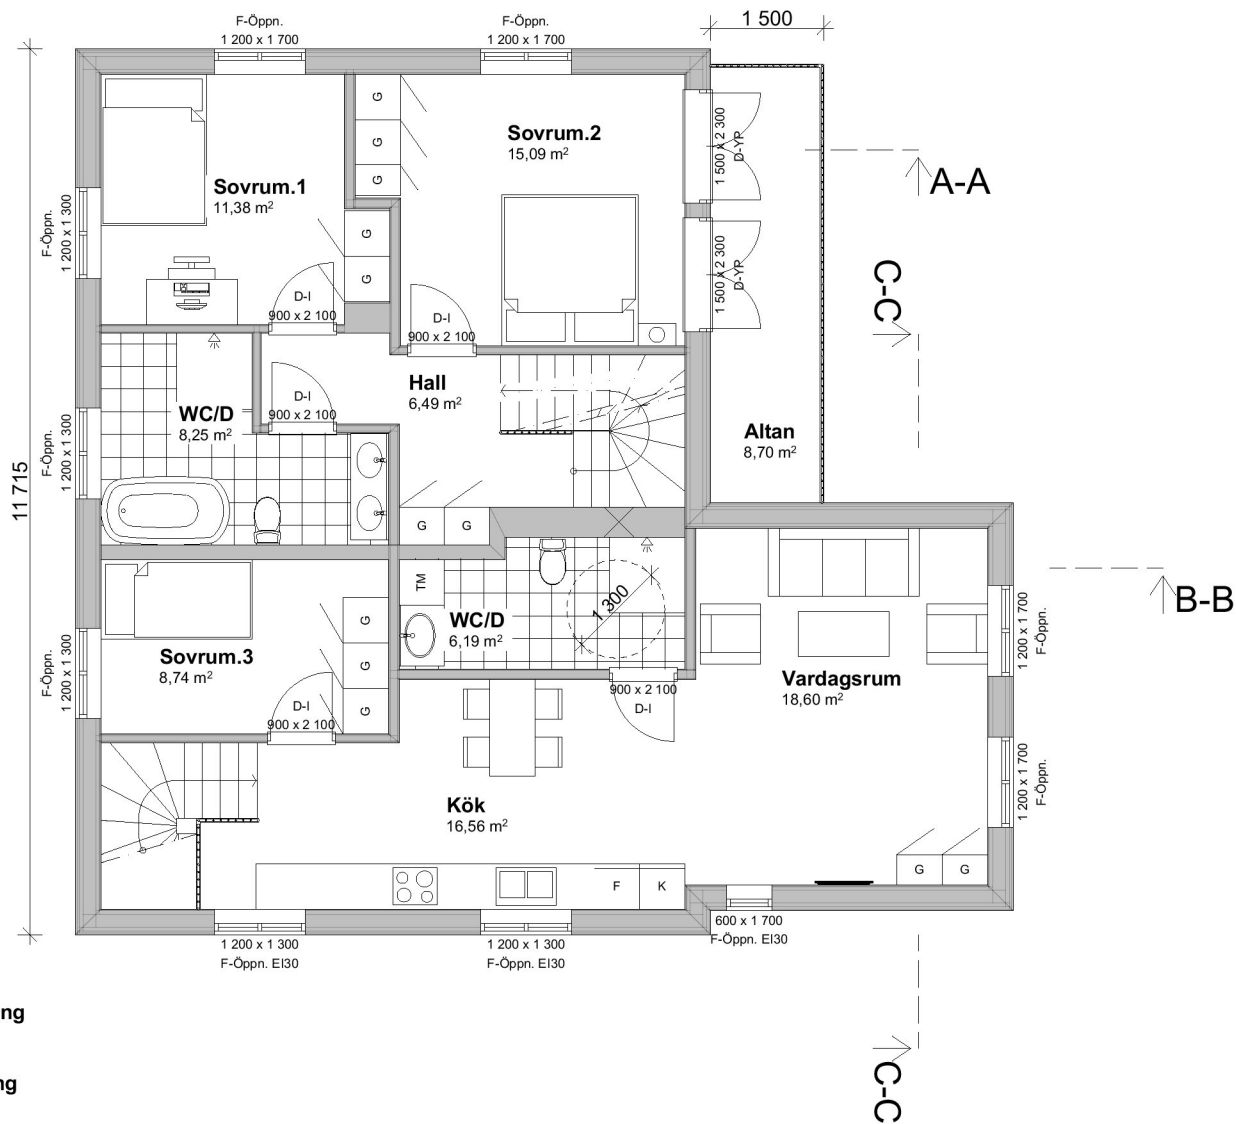 F-Öppn.
1 200 x 1 700
F-Öppn.
1 200 x 1 700
1 500
G
G
G
Sovrum.2
15,09 m²
1 500 x 2 300
D-YP
A-A
Sovrum.1
11,38 m²
F-Öppn.
1 200 x 1 300
G
G
1 500 x 2 300
D-YP
C-C
D-I
900 x 2 100
D-I
900 x 2 100
Hall
6,49 m²
D-I
900 x 2 100
WC/D
8,25 m²
F-Öppn.
1 200 x 1 300
Altan
8,70 m²
11 715
G
G
TM
1 300
B-B
WC/D
6,19 m²
F-Öppn.
1 200 x 1 300
Sovrum.3
8,74 m²
G
G
G
1 200 x 1 700
F-Öppn.
Vardagsrum
18,60 m²
900 x 2 100
D-I
D-I
900 x 2 100
1 200 x 1 700
F-Öppn.
Kök
16,56 m²
G
G
F
K
600 x 1 700
F-Öppn. EI30
1 200 x 1 300
F-Öppn. EI30
1 200 x 1 300
F-Öppn. EI30
ng
ng
C-C